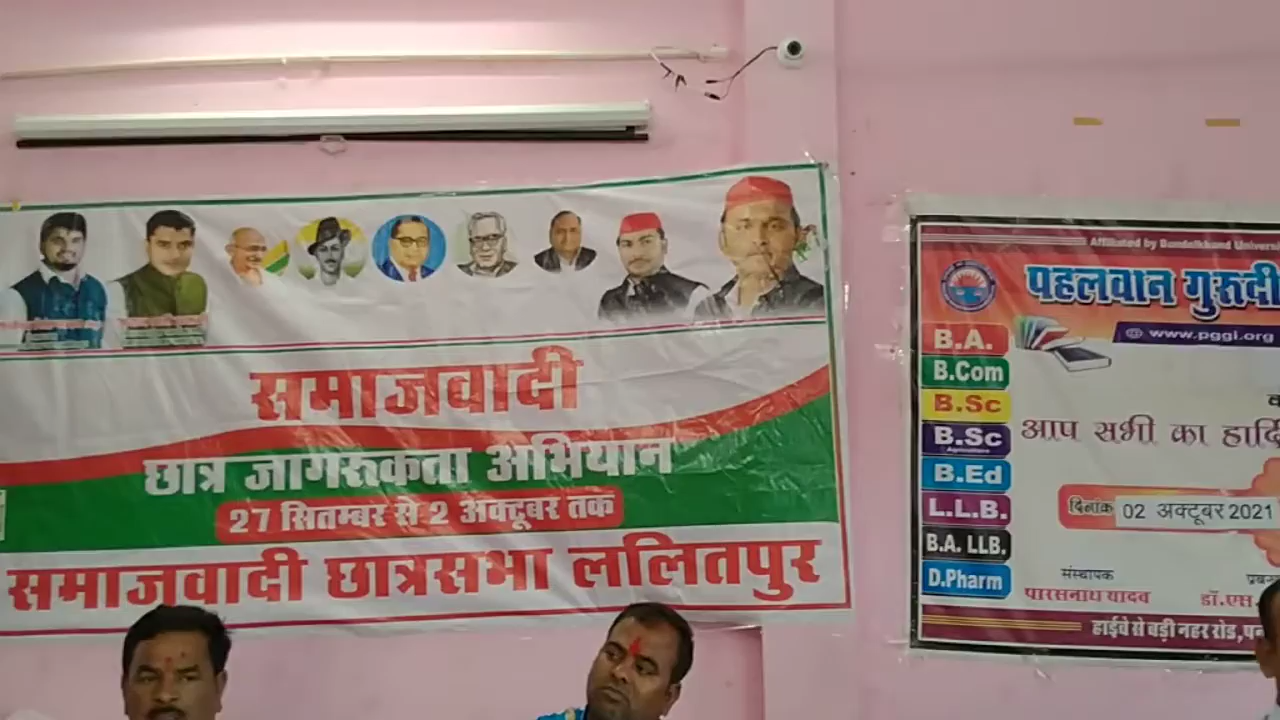 समाजवादी
छात्र जागरूकता अभियान
27 सितम्बर से 2 अक्टूबर तक
समाजवादी छात्रसभा ललितपुर
Affiliated by Bundelkhand
पहलवान गुरूदी
www.pggi.org
B.A.
B.Com
B.Sc
B.Sc
Agriculture
B.Ed
L.L.B.
B.A. LLB.
D.Pharm
आप सभी का हार्दि
दिनांक 02 अक्टूबर 2021
संस्थापक
पारसनाथ यादव
डॉ.एस.
हाईवे से बड़ी नहर रोड,